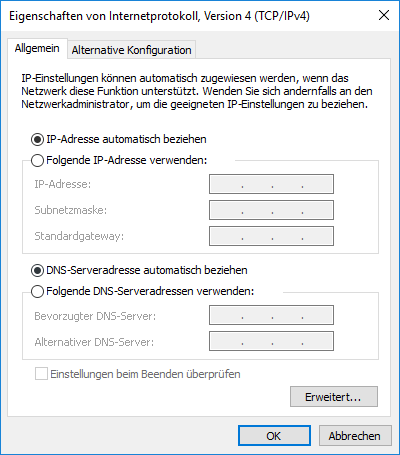 Eigenschaften von Internetprotokoll, Version 4 (TCP/IPv4)
Allgemein Alternative Konfiguration
IP-Einstellungen können automatisch zugewiesen werden, wenn das
Netzwerk diese Funktion unterstützt. Wenden Sie sich andernfalls an den
Netzwerkadministrator, um die geeigneten IP-Einstellungen zu beziehen.
IP-Adresse automatisch beziehen
Folgende IP-Adresse verwenden:
IP-Adresse: . . .
Subnetzmaske: . . .
Standardgateway: . . .
DNS-Serveradresse automatisch beziehen
Folgende DNS-Serveradressen verwenden:
Bevorzugter DNS-Server: . . .
Alternativer DNS-Server: . . .
Einstellungen beim Beenden überprüfen
Erweitert...
OK Abbrechen